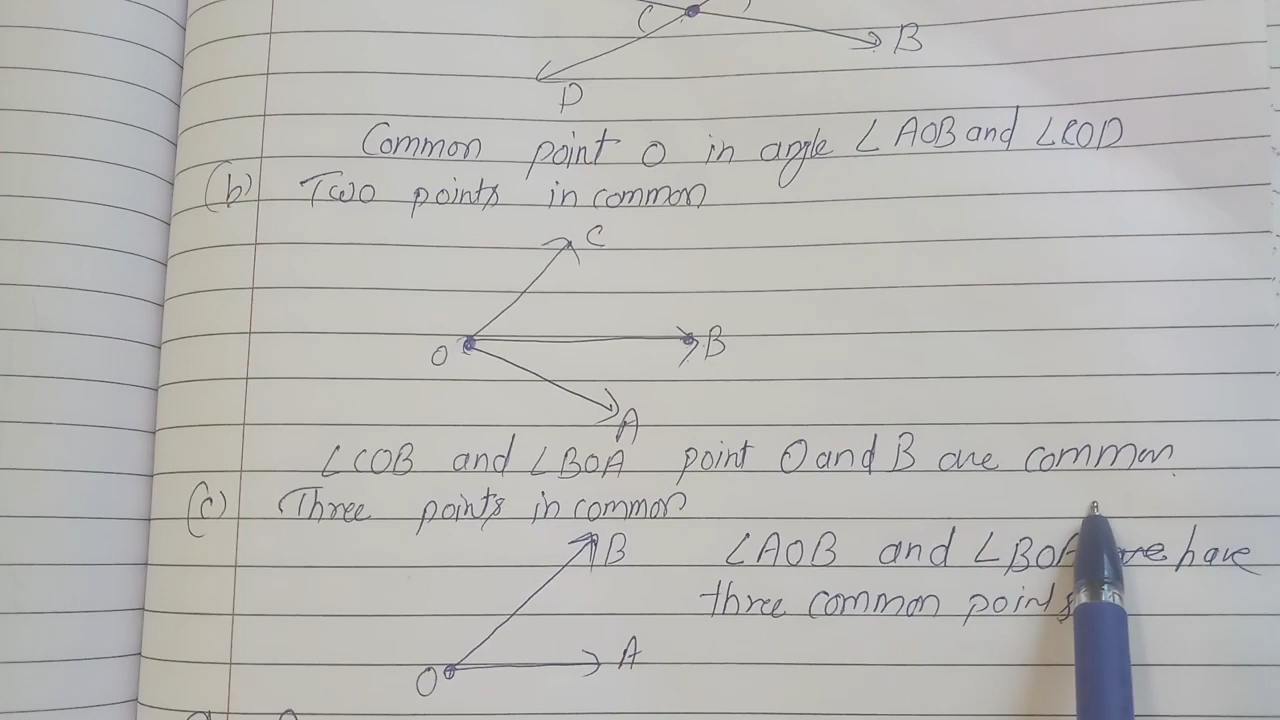 B
D
Common point O in angle ∠AOB and ∠COD
(b) Two points in common
C
O B
A
∠COB and ∠BOA point O and B are common.
(c) Three points in common
B ∠AOB and ∠BOA have
three common points
O A